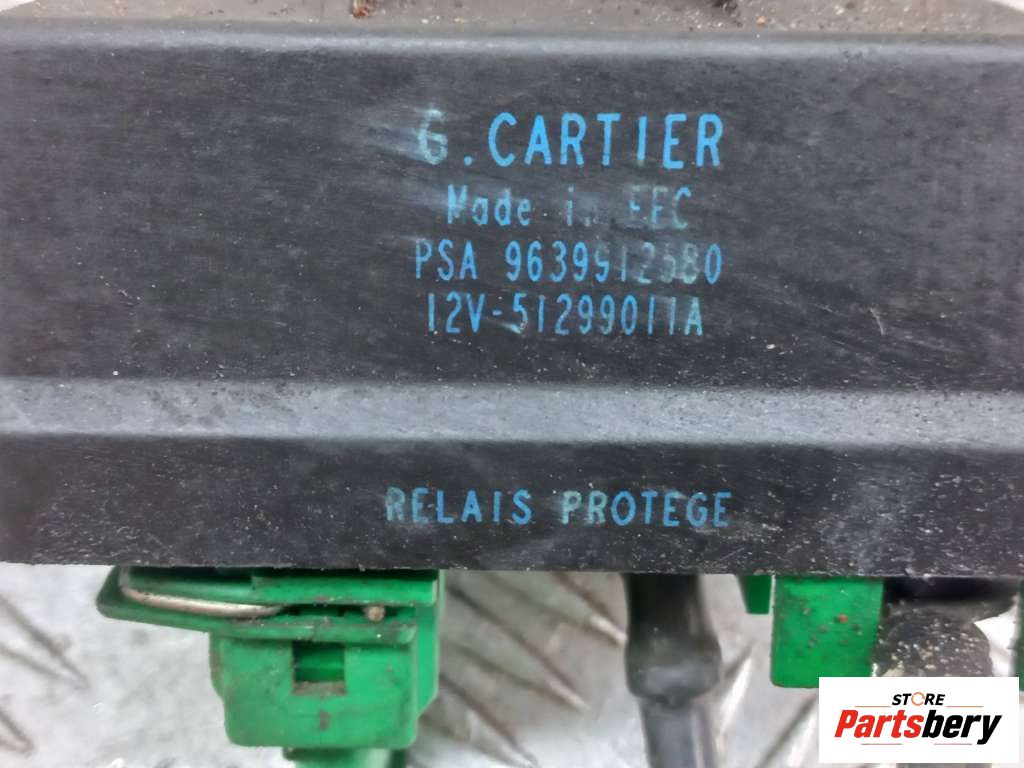 G. CARTIER
Made in EEC
PSA 9639912580
12V-51299011A
RELAIS PROTEGE
STORE
Partsbery